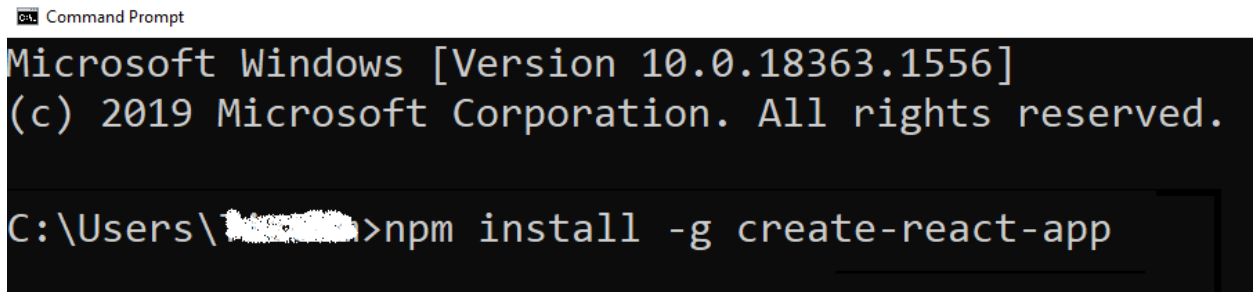 Command Prompt
Microsoft Windows [Version 10.0.18363.1556]
(c) 2019 Microsoft Corporation. All rights reserved.
C:\Users\>npm install -g create-react-app